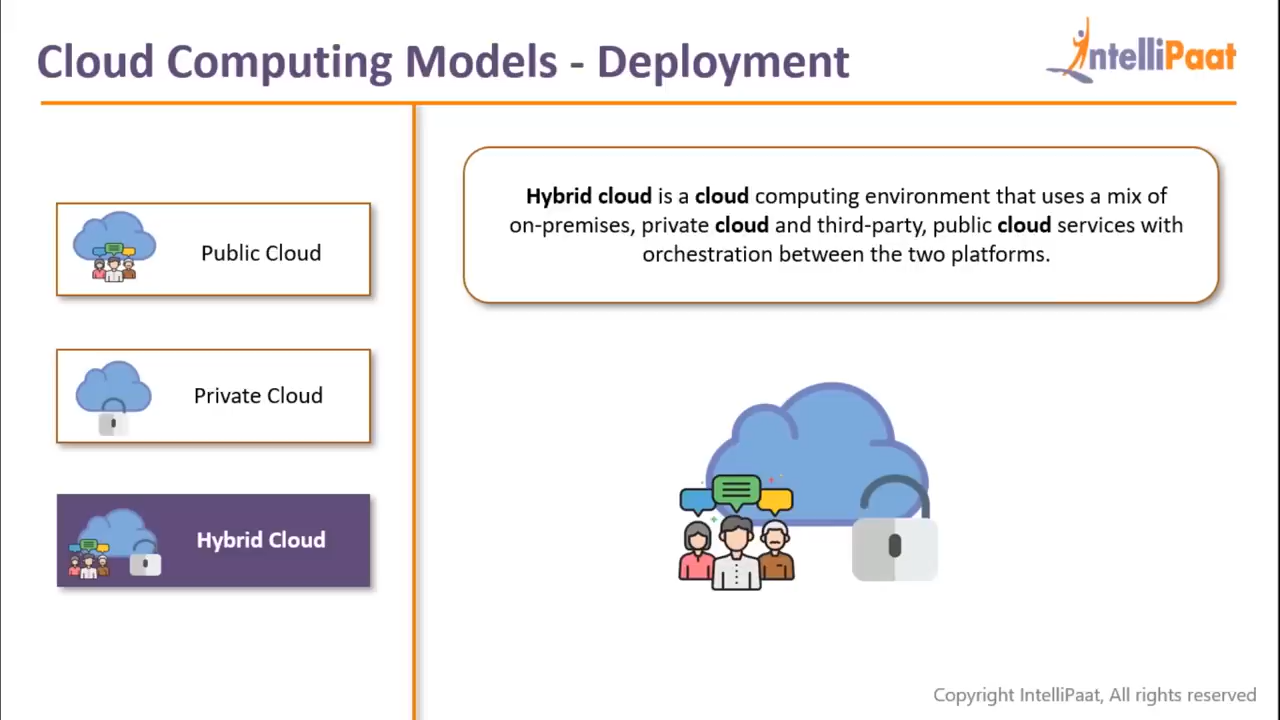 Cloud Computing Models - Deployment
IntelliPaat
Public Cloud
Private Cloud
Hybrid Cloud
Hybrid cloud is a cloud computing environment that uses a mix of
on-premises, private cloud and third-party, public cloud services with
orchestration between the two platforms.
Copyright IntelliPaat, All rights reserved